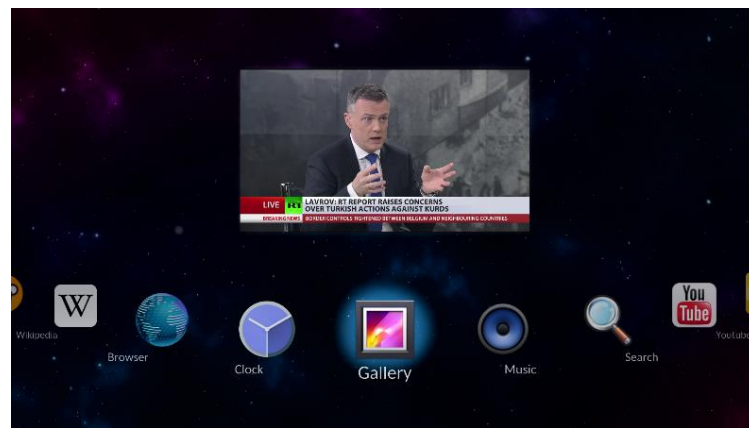 LIVE
RT
LAVROV: RT REPORT RAISES CONCERNS
OVER TURKISH ACTIONS AGAINST KURDS
BREAKING NEWS
BORDER CONTROLS TIGHTENED BETWEEN BELGIUM AND NEIGHBOURING COUNTRIES
W
You
Tube
Wikipedia
Browser
Clock
Gallery
Music
Search
Youtube